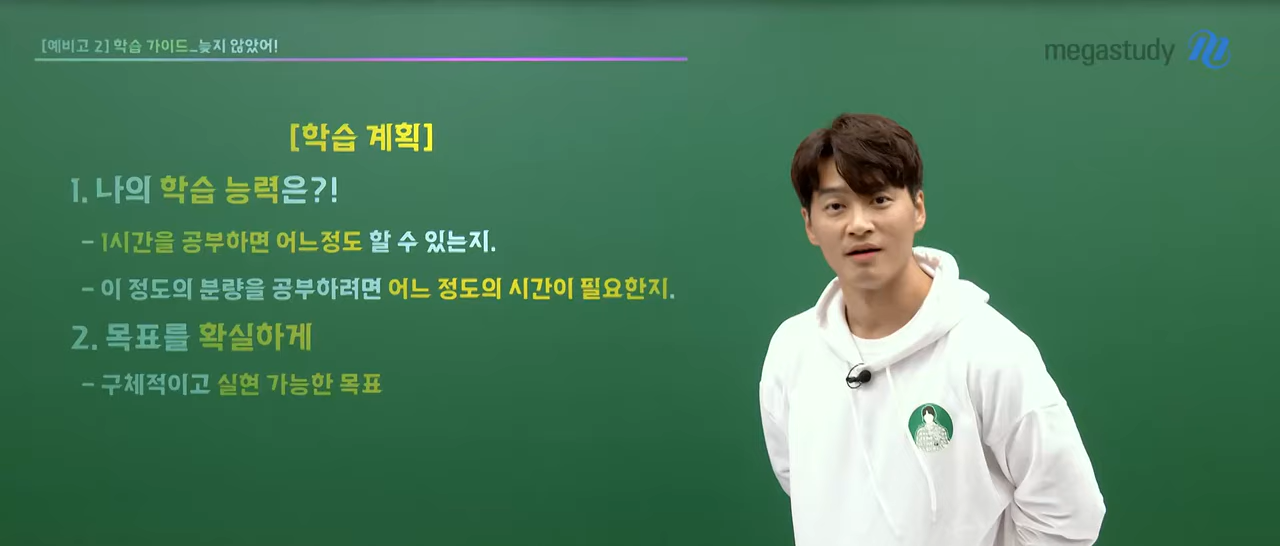 [예비고 2] 학습 가이드_늦지 않았어!
megastudy
[학습 계획]
1. 나의 학습 능력은?!
- 1시간을 공부하면 어느정도 할 수 있는지.
- 이 정도의 분량을 공부하려면 어느 정도의 시간이 필요한지.
2. 목표를 확실하게
- 구체적이고 실현 가능한 목표